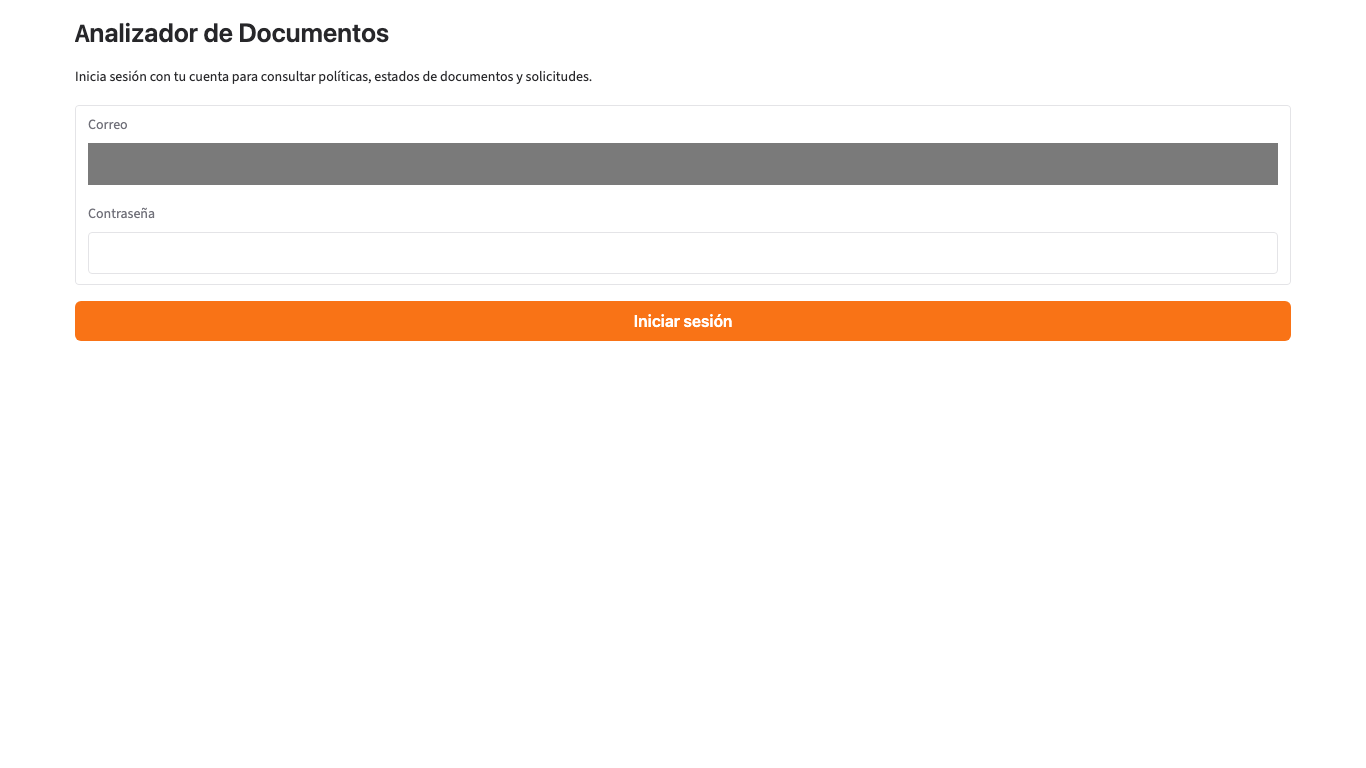 Analizador de Documentos
Inicia sesión con tu cuenta para consultar políticas, estados de documentos y solicitudes.
Correo
Contraseña
Iniciar sesión